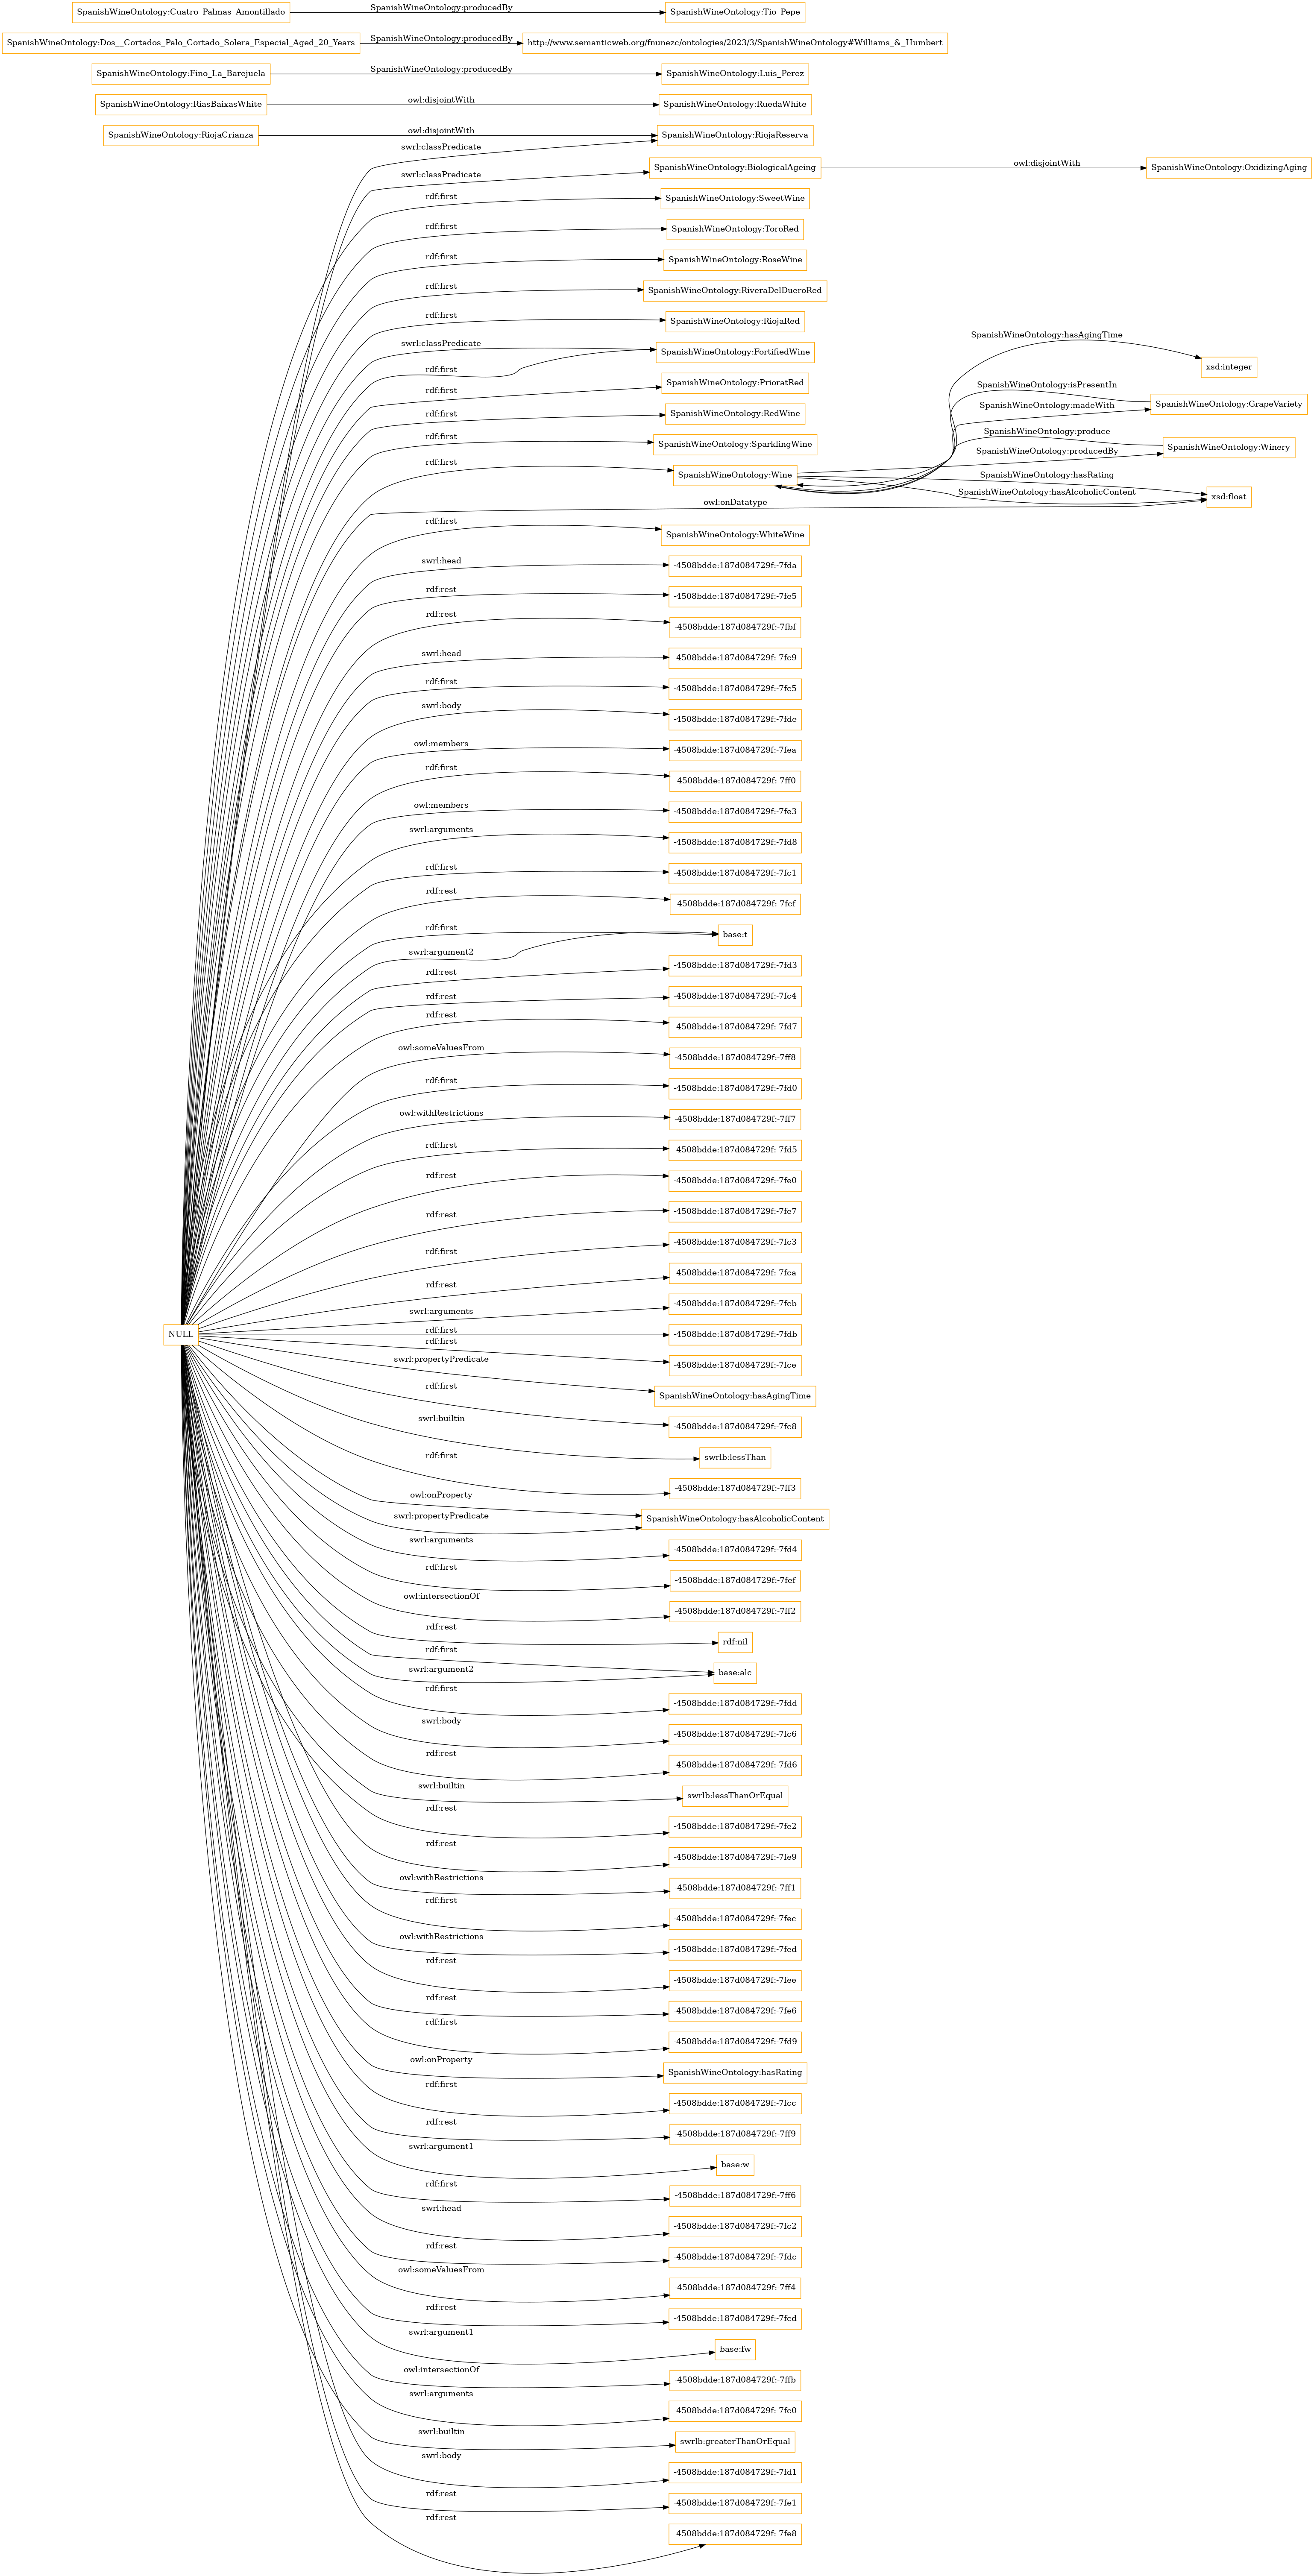 SpanishWineOntology:Cuatro_Palmas_Amontillado
SpanishWineOntology:producedBy
SpanishWineOntology:Tio_Pepe
SpanishWineOntology:Dos__Cortados_Palo_Cortado_Solera_Especial_Aged_20_Years
SpanishWineOntology:producedBy
http://www.semanticweb.org/fnunezc/ontologies/2023/3/SpanishWineOntology#Williams_&_Humbert
SpanishWineOntology:Fino_La_Barejuela
SpanishWineOntology:producedBy
SpanishWineOntology:Luis_Perez
SpanishWineOntology:RiasBaixasWhite
owl:disjointWith
SpanishWineOntology:RuedaWhite
SpanishWineOntology:RiojaCrianza
owl:disjointWith
SpanishWineOntology:RiojaReserva
swrl:classPredicate
swrl:classPredicate
SpanishWineOntology:BiologicalAgeing
owl:disjointWith
SpanishWineOntology:OxidizingAging
rdf:first
SpanishWineOntology:SweetWine
rdf:first
SpanishWineOntology:ToroRed
rdf:first
SpanishWineOntology:RoseWine
rdf:first
SpanishWineOntology:RiveraDelDueroRed
rdf:first
SpanishWineOntology:RiojaRed
swrl:classPredicate
SpanishWineOntology:FortifiedWine
rdf:first
rdf:first
SpanishWineOntology:PrioratRed
rdf:first
SpanishWineOntology:RedWine
rdf:first
SpanishWineOntology:SparklingWine
rdf:first
SpanishWineOntology:Wine
SpanishWineOntology:hasAgingTime
xsd:integer
SpanishWineOntology:isPresentIn
SpanishWineOntology:GrapeVariety
SpanishWineOntology:madeWith
SpanishWineOntology:produce
SpanishWineOntology:Winery
SpanishWineOntology:producedBy
SpanishWineOntology:hasRating
SpanishWineOntology:hasAlcoholicContent
xsd:float
owl:onDatatype
rdf:first
SpanishWineOntology:WhiteWine
swrl:head
-4508bdde:187d084729f:-7fda
rdf:rest
-4508bdde:187d084729f:-7fe5
rdf:rest
-4508bdde:187d084729f:-7fbf
swrl:head
-4508bdde:187d084729f:-7fc9
rdf:first
-4508bdde:187d084729f:-7fc5
swrl:body
-4508bdde:187d084729f:-7fde
owl:members
-4508bdde:187d084729f:-7fea
rdf:first
-4508bdde:187d084729f:-7ff0
owl:members
-4508bdde:187d084729f:-7fe3
swrl:arguments
-4508bdde:187d084729f:-7fd8
rdf:first
-4508bdde:187d084729f:-7fc1
rdf:rest
-4508bdde:187d084729f:-7fcf
rdf:first
base:t
swrl:argument2
rdf:rest
-4508bdde:187d084729f:-7fd3
rdf:rest
-4508bdde:187d084729f:-7fc4
rdf:rest
-4508bdde:187d084729f:-7fd7
owl:someValuesFrom
-4508bdde:187d084729f:-7ff8
rdf:first
-4508bdde:187d084729f:-7fd0
owl:withRestrictions
-4508bdde:187d084729f:-7ff7
rdf:first
-4508bdde:187d084729f:-7fd5
rdf:rest
-4508bdde:187d084729f:-7fe0
rdf:rest
-4508bdde:187d084729f:-7fe7
rdf:first
-4508bdde:187d084729f:-7fc3
rdf:rest
-4508bdde:187d084729f:-7fca
swrl:arguments
-4508bdde:187d084729f:-7fcb
NULL
rdf:first
-4508bdde:187d084729f:-7fdb
rdf:first
-4508bdde:187d084729f:-7fce
swrl:propertyPredicate
SpanishWineOntology:hasAgingTime
rdf:first
-4508bdde:187d084729f:-7fc8
swrl:builtin
swrlb:lessThan
rdf:first
-4508bdde:187d084729f:-7ff3
owl:onProperty
SpanishWineOntology:hasAlcoholicContent
swrl:propertyPredicate
swrl:arguments
-4508bdde:187d084729f:-7fd4
rdf:first
-4508bdde:187d084729f:-7fef
owl:intersectionOf
-4508bdde:187d084729f:-7ff2
rdf:rest
rdf:nil
rdf:first
base:alc
swrl:argument2
rdf:first
-4508bdde:187d084729f:-7fdd
swrl:body
-4508bdde:187d084729f:-7fc6
rdf:rest
-4508bdde:187d084729f:-7fd6
swrl:builtin
swrlb:lessThanOrEqual
rdf:rest
-4508bdde:187d084729f:-7fe2
rdf:rest
-4508bdde:187d084729f:-7fe9
owl:withRestrictions
-4508bdde:187d084729f:-7ff1
rdf:first
-4508bdde:187d084729f:-7fec
owl:withRestrictions
-4508bdde:187d084729f:-7fed
rdf:rest
-4508bdde:187d084729f:-7fee
rdf:rest
-4508bdde:187d084729f:-7fe6
rdf:first
-4508bdde:187d084729f:-7fd9
owl:onProperty
SpanishWineOntology:hasRating
rdf:first
-4508bdde:187d084729f:-7fcc
rdf:rest
-4508bdde:187d084729f:-7ff9
swrl:argument1
base:w
rdf:first
-4508bdde:187d084729f:-7ff6
swrl:head
-4508bdde:187d084729f:-7fc2
rdf:rest
-4508bdde:187d084729f:-7fdc
owl:someValuesFrom
-4508bdde:187d084729f:-7ff4
rdf:rest
-4508bdde:187d084729f:-7fcd
swrl:argument1
base:fw
owl:intersectionOf
-4508bdde:187d084729f:-7ffb
swrl:arguments
-4508bdde:187d084729f:-7fc0
swrl:builtin
swrlb:greaterThanOrEqual
swrl:body
-4508bdde:187d084729f:-7fd1
rdf:rest
-4508bdde:187d084729f:-7fe1
rdf:rest
-4508bdde:187d084729f:-7fe8